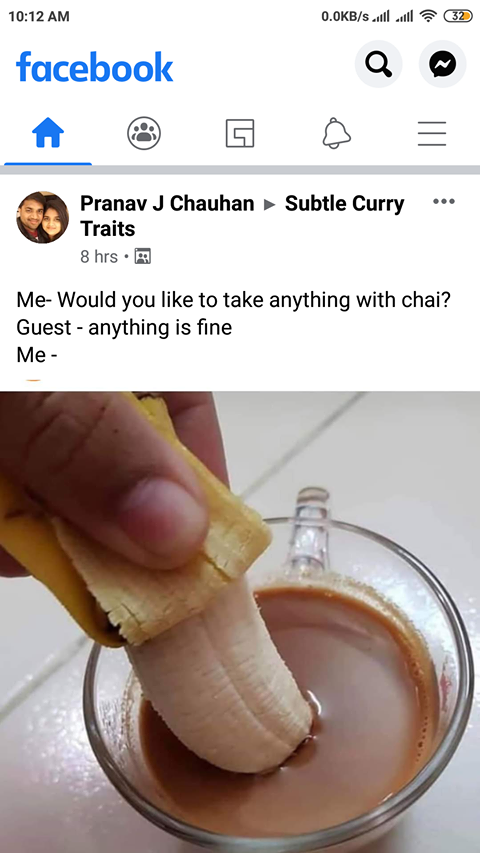 10:12 AM 0.0KB/s 32
facebook
Pranav J Chauhan ▸ Subtle Curry
Traits
8 hrs •
Me- Would you like to take anything with chai?
Guest - anything is fine
Me -